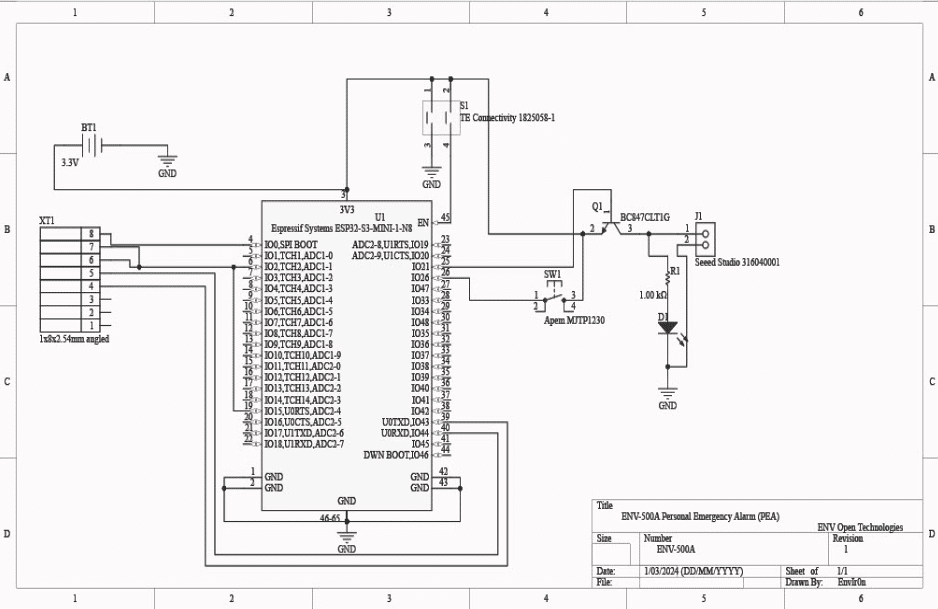 1 2 3 4 5 6
A A
1 2
S1
TE Connectivity 1825058-1
BT1
3.3V
GND
3 4
GND
3
3V3
U1
Espressif Systems ESP32-S3-MINI-1-N8
EN 45
Q1 1
BC847CLT1G
2 3
J1
1
2
Seeed Studio 316040001
B B
XT1
8
7
6
5
4
3
2
1
1x8x2.54mm angled
4 IO0,SPI BOOT ADC2-8,U1RTS,IO19 23
5 IO1,TCH1,ADC1-0 ADC2-9,U1CTS,IO20 24
6 IO2,TCH2,ADC1-1 IO21 25
7 IO3,TCH3,ADC1-2 IO26 26
8 IO4,TCH4,ADC1-3 IO47 27
9 IO5,TCH5,ADC1-4 IO33 28
10 IO6,TCH6,ADC1-5 IO34 29
11 IO7,TCH7,ADC1-6 IO48 30
12 IO8,TCH8,ADC1-7 IO35 31
13 IO9,TCH9,ADC1-8 IO36 32
14 IO10,TCH10,ADC1-9 IO37 33
15 IO11,TCH11,ADC2-0 IO38 34
16 IO12,TCH12,ADC2-1 IO39 35
17 IO13,TCH13,ADC2-2 IO40 36
18 IO14,TCH14,ADC2-3 IO41 37
19 IO15,U0RTS,ADC2-4 IO42 38
20 IO16,U0CTS,ADC2-5 U0TXD,IO43 39
21 IO17,U1TXD,ADC2-6 U0RXD,IO44 40
22 IO18,U1RXD,ADC2-7 IO45 41
DWN BOOT,IO46 44
1 GND GND 42
2 GND GND 43
GND
46-65
GND
SW1
1 3
2 4
Apem MJTP1230
R1
1.00 kΩ
D1
GND
C C
D D
Title
ENV-500A Personal Emergency Alarm (PEA)
ENV Open Technologies
Size Number Revision
ENV-500A 1
Date: 1/03/2024 (DD/MM/YYYY) Sheet of 1/1
File: Drawn By: EnvIr0n
1 2 3 4 5 6